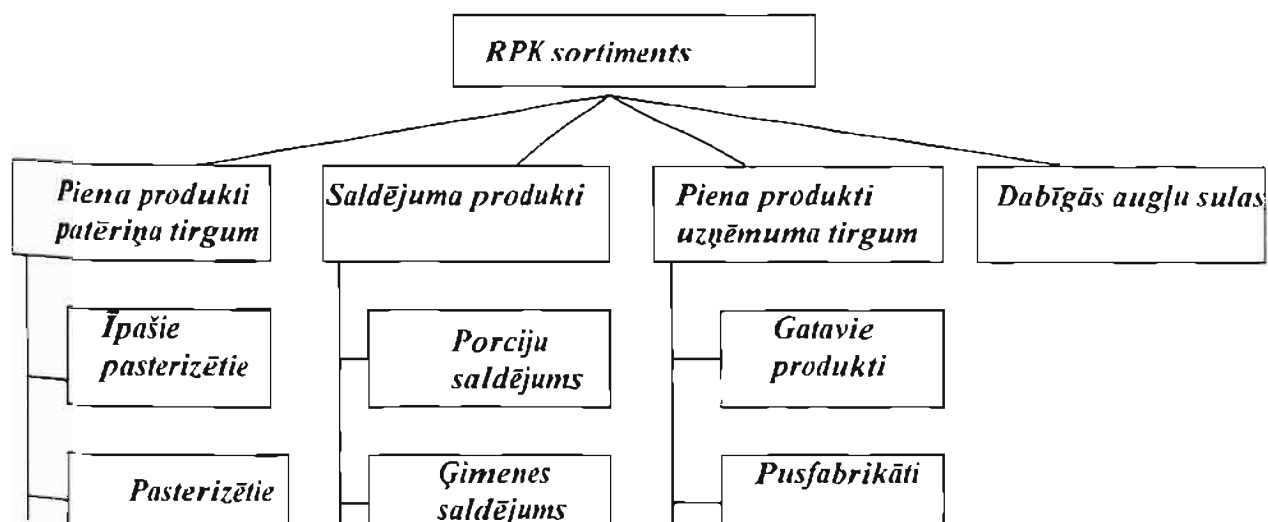 RPK sortiments
Piena produkti
patēriņa tirgum
Saldējuma produkti
Piena produkti
uzņēmuma tirgum
Dabīgās augļu sulas
Īpašie
pasterizētie
Porciju
saldējums
Gatavie
produkti
Pasterizētie
Ģimenes
saldējums
Pusfabrikāti